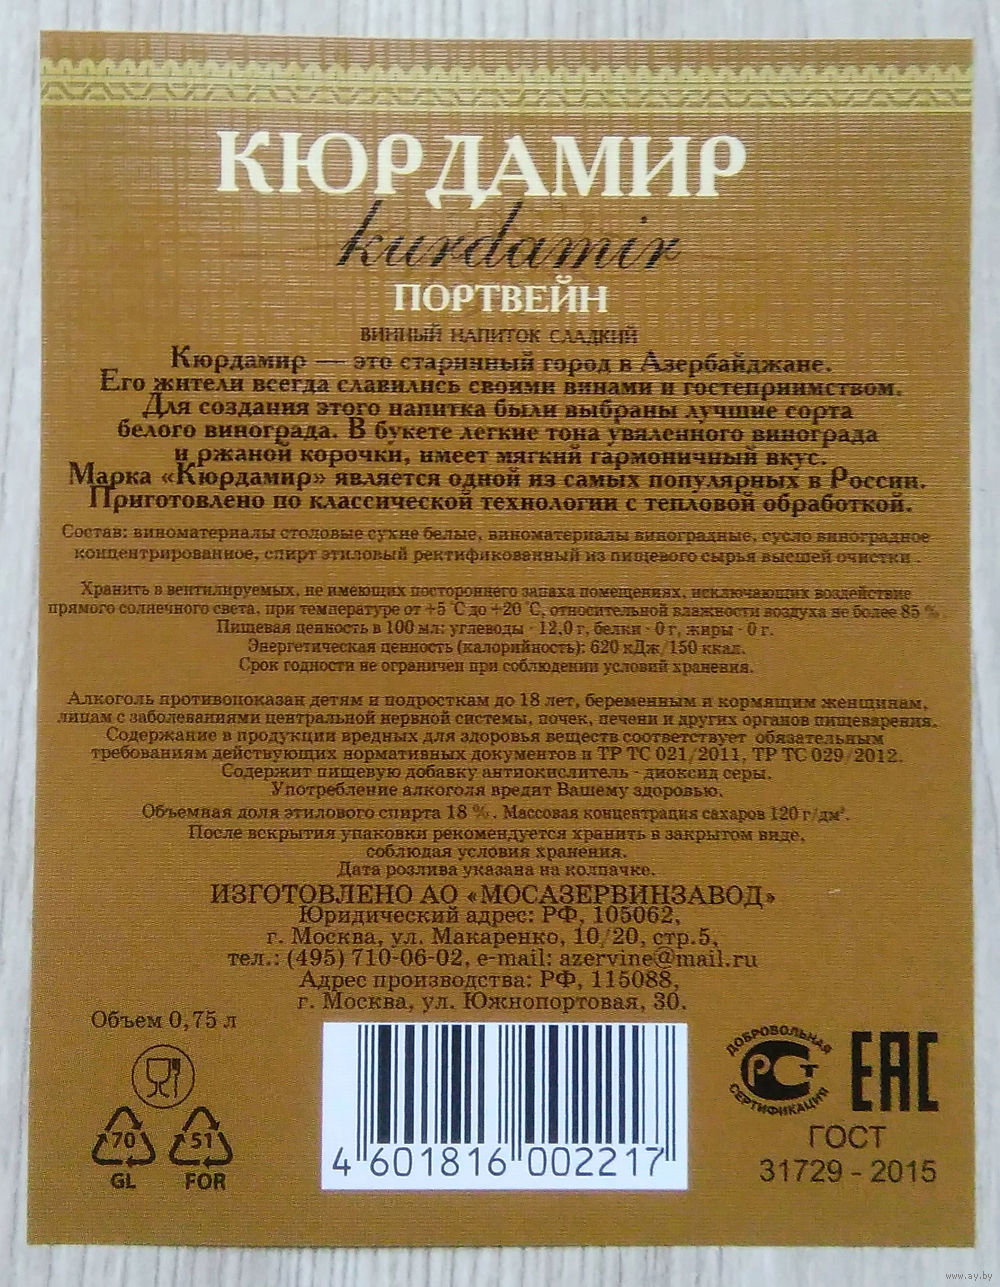 КЮРДАМИР
kurdamir
ПОРТВЕЙН
ВИННЫЙ НАПИТОК СЛАДКИЙ
Кюрдамир — это старинный город в Азербайджане.
Его жители всегда славились своими винами и гостеприимством.
Для создания этого напитка были выбраны лучшие сорта
белого винограда. В букете легкие тона увяленного винограда
и ржаной корочки, имеет мягкий гармоничный вкус.
Марка «Кюрдамир» является одной из самых популярных в России.
Приготовлено по классической технологии с тепловой обработкой.
Состав: виноматериалы столовые сухие белые, виноматериалы виноградные, сусло виноградное
концентрированное, спирт этиловый ректификованный из пищевого сырья высшей очистки .
Хранить в вентилируемых, не имеющих постороннего запаха помещениях, исключающих воздействие
прямого солнечного света, при температуре от +5 °С до +20 °С, относительной влажности воздуха не более 85 % .
Пищевая ценность в 100 мл: углеводы - 12,0 г, белки - 0 г, жиры - 0 г.
Энергетическая ценность (калорийность): 620 кДж/150 ккал.
Срок годности не ограничен при соблюдении условий хранения.
Алкоголь противопоказан детям и подросткам до 18 лет, беременным и кормящим женщинам,
лицам с заболеваниями центральной нервной системы, почек, печени и других органов пищеварения.
Содержание в продукции вредных для здоровья веществ соответствует обязательным
требованиям действующих нормативных документов и ТР ТС 021/2011, ТР ТС 029/2012.
Содержит пищевую добавку антиокислитель - диоксид серы.
Употребление алкоголя вредит Вашему здоровью.
Объемная доля этилового спирта 18 % . Массовая концентрация сахаров 120 г/дм³.
После вскрытия упаковки рекомендуется хранить в закрытом виде,
соблюдая условия хранения.
Дата розлива указана на колпачке.
ИЗГОТОВЛЕНО АО «МОСАЗЕРВИНЗАВОД»
Юридический адрес: РФ, 105062,
г. Москва, ул. Макаренко, 10/20, стр.5,
тел.: (495) 710-06-02, e-mail: azervine@mail.ru
Адрес производства: РФ, 115088,
г. Москва, ул. Южнопортовая, 30.
Объем 0,75 л
70
GL
51
FOR
4 601816 002217
ДОБРОВОЛЬНАЯ
РСТ
СЕРТИФИКАЦИЯ
ЕАС
ГОСТ
31729 - 2015
www.ay.by